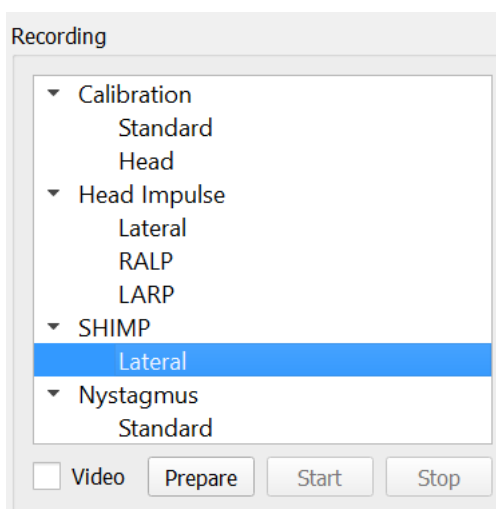 Recording
Calibration
Standard
Head
Head Impulse
Lateral
RALP
LARP
SHIMP
Lateral
Nystagmus
Standard
Video Prepare Start Stop